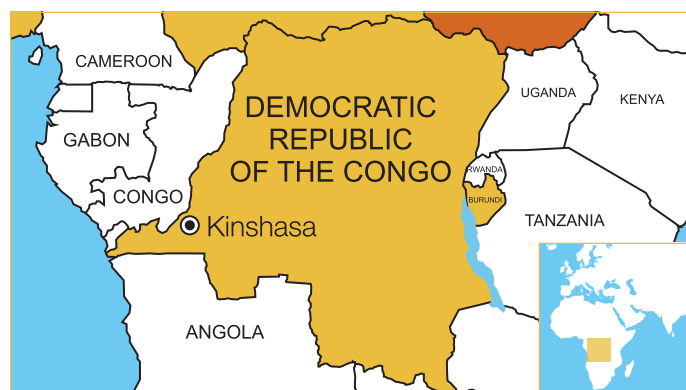 CAMEROON
UGANDA
KENYA
DEMOCRATIC
REPUBLIC
OF THE CONGO
GABON
RWANDA
CONGO
BURUNDI
Kinshasa
TANZANIA
ANGOLA